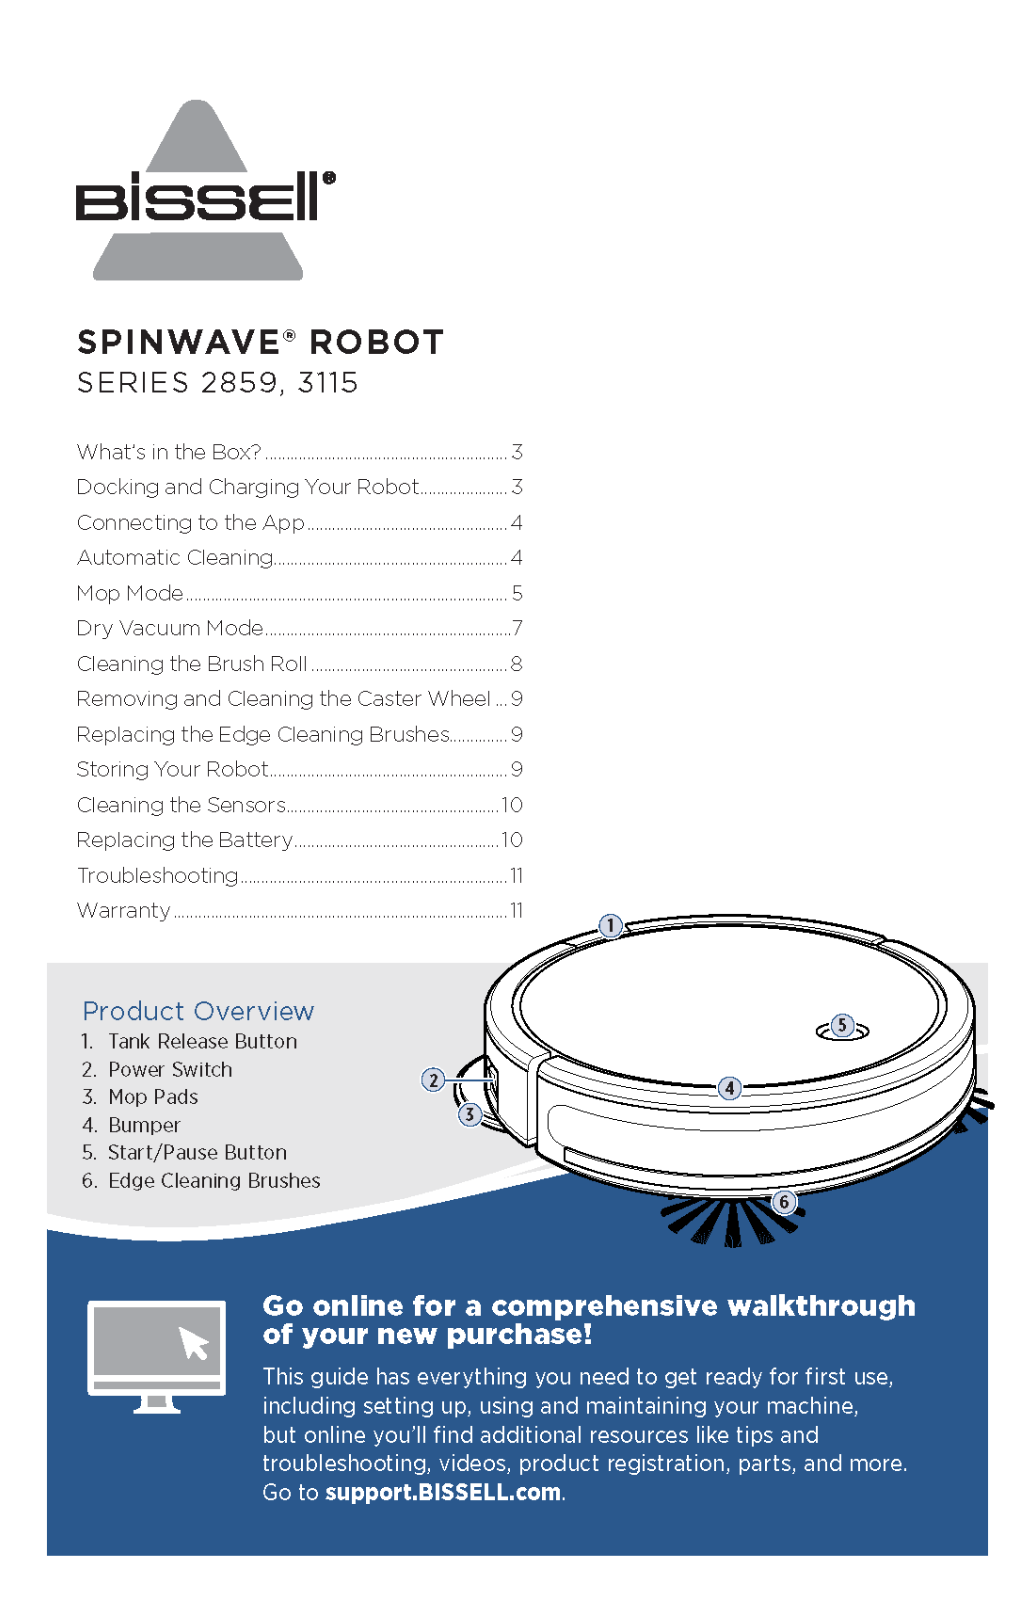 BISSELL®
SPINWAVE® ROBOT
SERIES 2859, 3115
What's in the Box? .......................................................... 3
Docking and Charging Your Robot..................... 3
Connecting to the App ................................................ 4
Automatic Cleaning........................................................ 4
Mop Mode ............................................................................. 5
Dry Vacuum Mode...........................................................7
Cleaning the Brush Roll ............................................... 8
Removing and Cleaning the Caster Wheel ... 9
Replacing the Edge Cleaning Brushes.............. 9
Storing Your Robot......................................................... 9
Cleaning the Sensors...................................................10
Replacing the Battery.................................................10
Troubleshooting................................................................11
Warranty ................................................................................11
Product Overview
1. Tank Release Button
2. Power Switch
3. Mop Pads
4. Bumper
5. Start/Pause Button
6. Edge Cleaning Brushes
1
5
2
4
3
6
Go online for a comprehensive walkthrough
of your new purchase!
This guide has everything you need to get ready for first use,
including setting up, using and maintaining your machine,
but online you'll find additional resources like tips and
troubleshooting, videos, product registration, parts, and more.
Go to support.BISSELL.com.